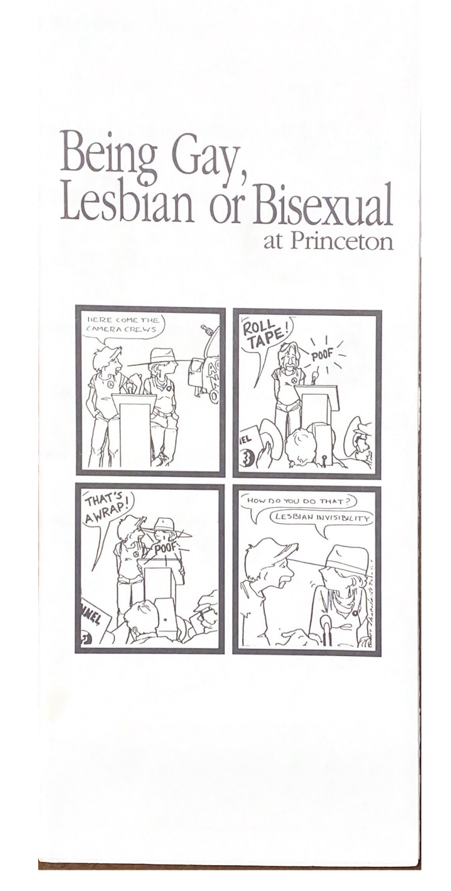 Being Gay,
Lesbian or Bisexual
at Princeton
HERE COME THE
CAMERA CREWS
ROLL
TAPE!
POOF
NEL
THAT'S
A WRAP!
POOF
NNEL
HOW DO YOU DO THAT?
LESBIAN INVISIBILITY